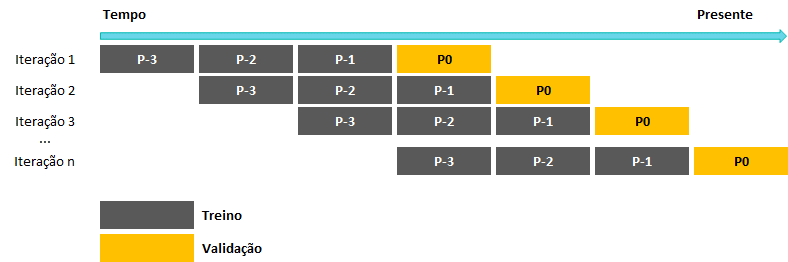 Tempo Presente
Iteração 1 P-3 P-2 P-1 P0
Iteração 2 P-3 P-2 P-1 P0
Iteração 3 P-3 P-2 P-1 P0
...
Iteração n P-3 P-2 P-1 P0
Treino
Validação